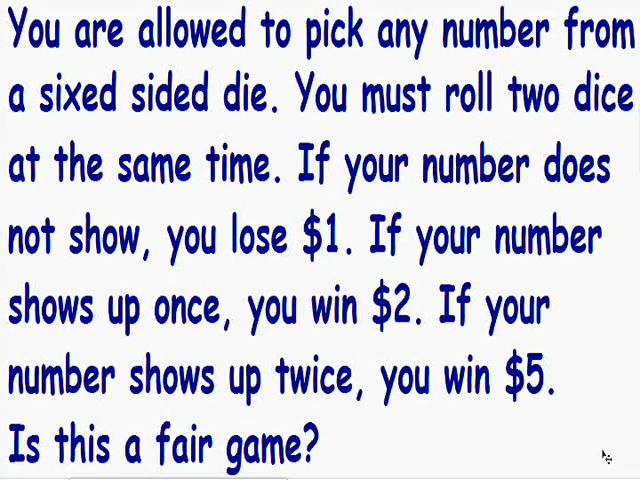 You are allowed to pick any number from
a sixed sided die. You must roll two dice
at the same time. If your number does
not show, you lose $1. If your number
shows up once, you win $2. If your
number shows up twice, you win $5.
Is this a fair game?